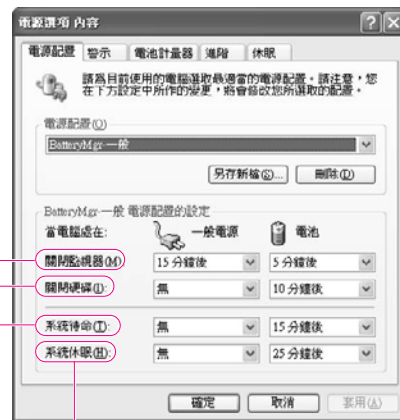 電源選項 內容
電源配置 警示 電池計量器 進階 休眠
請為目前使用的電腦選取最適當的電源配置。請注意，您
在下方設定中所作的變更，將會修改您所選取的配置。
電源配置(O)
BatteryMgr-一般
另存新檔(S)... 刪除(D)
BatteryMgr-一般 電源配置的設定
當電腦處在: 一般電源 電池
關閉監視器(M) 15 分鐘後 5 分鐘後
關閉硬碟(I): 無 10 分鐘後
系統待命(T): 無 15 分鐘後
系統休眠(H): 無 25 分鐘後
確定 取消 套用(A)